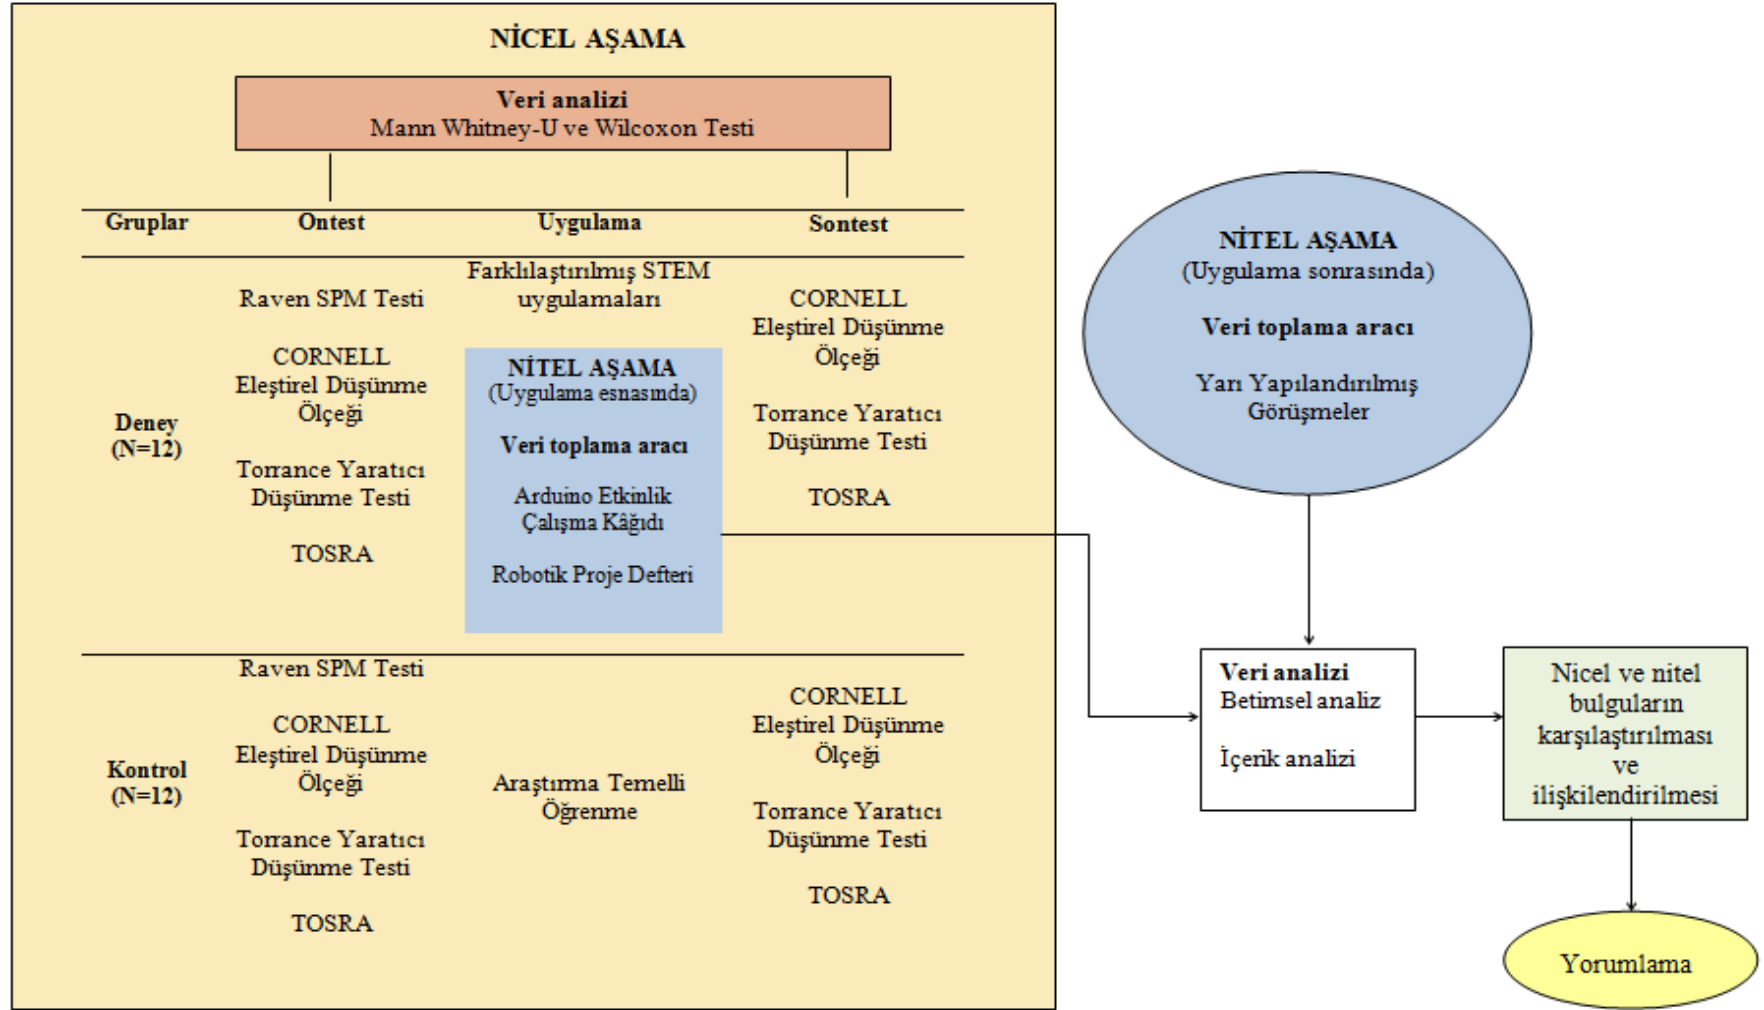 NİCEL AŞAMA
Veri analizi
Mann Whitney-U ve Wilcoxon Testi
Gruplar
Ontest
Uygulama
Sontest
Deney
(N=12)
Raven SPM Testi
CORNELL
Eleştirel Düşünme
Ölçeği
Torrance Yaratıcı
Düşünme Testi
TOSRA
Farklılaştırılmış STEM
uygulamaları
NİTEL AŞAMA
(Uygulama esnasında)
Veri toplama aracı
Arduino Etkinlik
Çalışma Kâğıdı
Robotik Proje Defteri
CORNELL
Eleştirel Düşünme
Ölçeği
Torrance Yaratıcı
Düşünme Testi
TOSRA
Kontrol
(N=12)
Raven SPM Testi
CORNELL
Eleştirel Düşünme
Ölçeği
Torrance Yaratıcı
Düşünme Testi
TOSRA
Araştırma Temelli
Öğrenme
CORNELL
Eleştirel Düşünme
Ölçeği
Torrance Yaratıcı
Düşünme Testi
TOSRA
NİTEL AŞAMA
(Uygulama sonrasında)
Veri toplama aracı
Yarı Yapılandırılmış
Görüşmeler
Veri analizi
Betimsel analiz
İçerik analizi
Nicel ve nitel
bulguların
karşılaştırılması
ve
ilişkilendirilmesi
Yorumlama